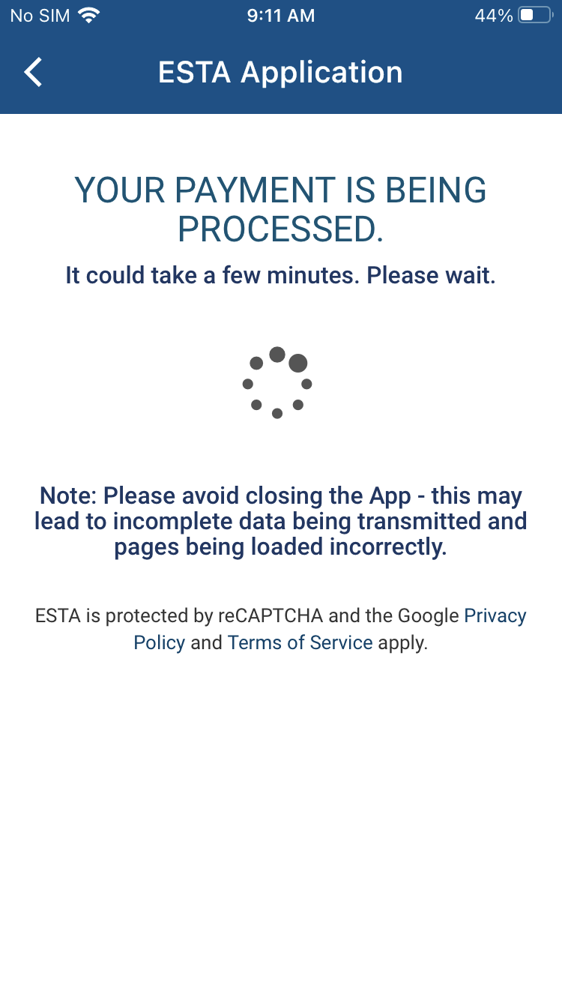 No SIM 9:11 AM 44%
ESTA Application
YOUR PAYMENT IS BEING
PROCESSED.
It could take a few minutes. Please wait.
Note: Please avoid closing the App - this may
lead to incomplete data being transmitted and
pages being loaded incorrectly.
ESTA is protected by reCAPTCHA and the Google Privacy
Policy and Terms of Service apply.